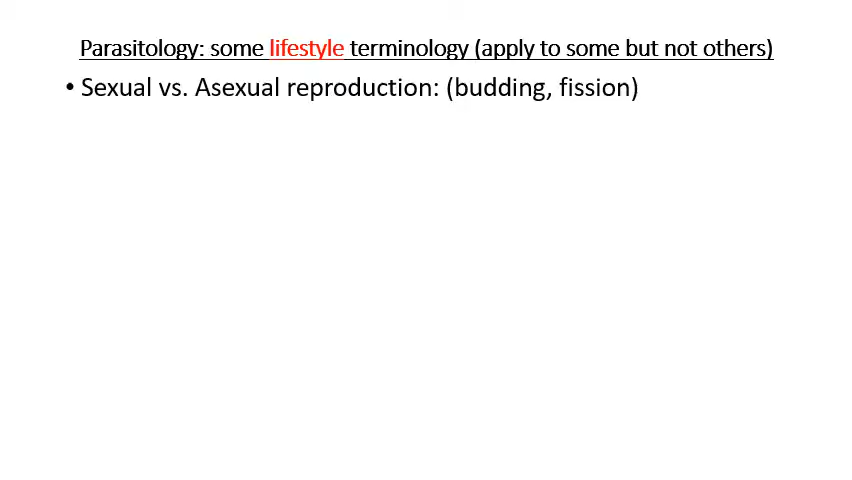 Parasitology: some lifestyle terminology (apply to some but not others)
• Sexual vs. Asexual reproduction: (budding, fission)